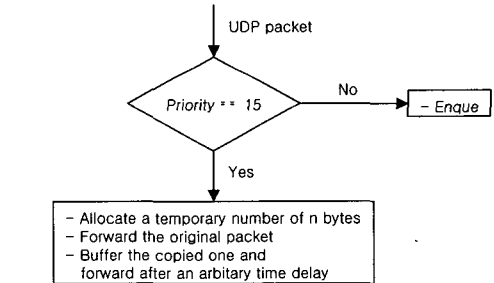 UDP packet
Priority == 15
No
- Enque
Yes
- Allocate a temporary number of n bytes
- Forward the original packet
- Buffer the copied one and
forward after an arbitary time delay